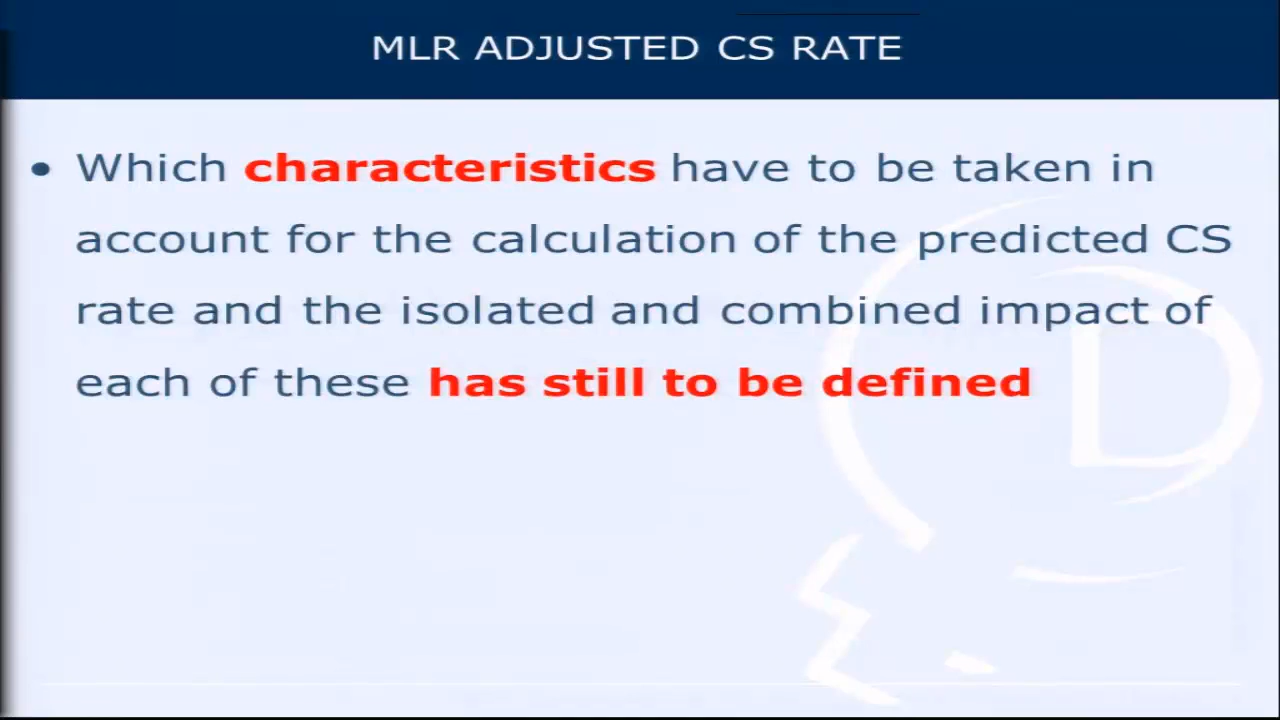 MLR ADJUSTED CS RATE
• Which characteristics have to be taken in
account for the calculation of the predicted CS
rate and the isolated and combined impact of
each of these has still to be defined